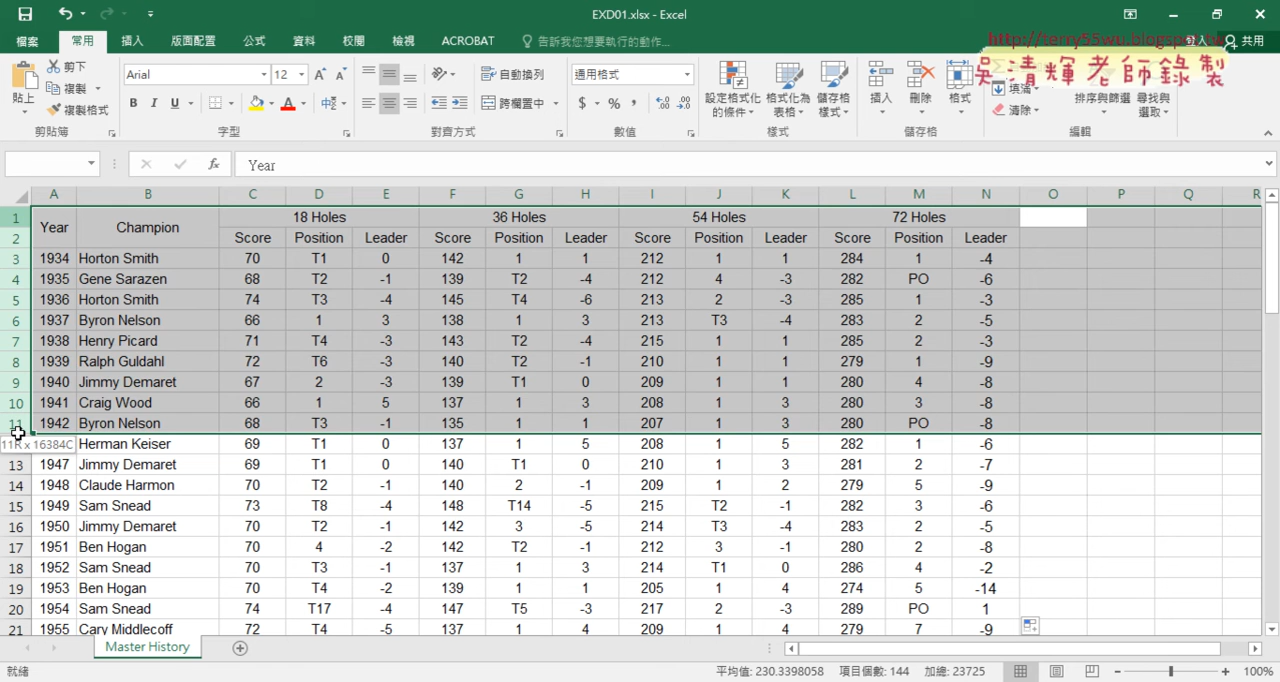 EXD01.xlsx - Excel
檔案 常用 插入 版面配置 公式 資料 校閱 檢視 ACROBAT 告訴我您想要執行的動作... 共用
http://terry55wu.blogspot.tw
吳清輝老師錄製
貼上 剪下 複製 複製格式 剪貼簿
Arial 12 B I U 中 字型
自動換列 跨欄置中 對齊方式
通用格式 $ % , 數值
設定格式化的條件 格式化為表格 儲存格樣式 樣式
插入 刪除 格式 儲存格
填滿 清除 排序與篩選 尋找與選取 編輯
fx Year
A B C D E F G H I J K L M N O P Q R
1 Year Champion 18 Holes 36 Holes 54 Holes 72 Holes
2 Score Position Leader Score Position Leader Score Position Leader Score Position Leader
3 1934 Horton Smith 70 T1 0 142 1 1 212 1 1 284 1 -4
4 1935 Gene Sarazen 68 T2 -1 139 T2 -4 212 4 -3 282 PO -6
5 1936 Horton Smith 74 T3 -4 145 T4 -6 213 2 -3 285 1 -3
6 1937 Byron Nelson 66 1 3 138 1 3 213 T3 -4 283 2 -5
7 1938 Henry Picard 71 T4 -3 143 T2 -4 215 1 1 285 2 -3
8 1939 Ralph Guldahl 72 T6 -3 140 T2 -1 210 1 1 279 1 -9
9 1940 Jimmy Demaret 67 2 -3 139 T1 0 209 1 1 280 4 -8
10 1941 Craig Wood 66 1 5 137 1 3 208 1 3 280 3 -8
11 1942 Byron Nelson 68 T3 -1 135 1 1 207 1 3 280 PO -8
11R x 16384C Herman Keiser 69 T1 0 137 1 5 208 1 5 282 1 -6
13 1947 Jimmy Demaret 69 T1 0 140 T1 0 210 1 3 281 2 -7
14 1948 Claude Harmon 70 T2 -1 140 2 -1 209 1 2 279 5 -9
15 1949 Sam Snead 73 T8 -4 148 T14 -5 215 T2 -1 282 3 -6
16 1950 Jimmy Demaret 70 T2 -1 142 3 -5 214 T3 -4 283 2 -5
17 1951 Ben Hogan 70 4 -2 142 T2 -1 212 3 -1 280 2 -8
18 1952 Sam Snead 70 T3 -1 137 1 3 214 T1 0 286 4 -2
19 1953 Ben Hogan 70 T4 -2 139 1 1 205 1 4 274 5 -14
20 1954 Sam Snead 74 T17 -4 147 T5 -3 217 2 -3 289 PO 1
21 1955 Cary Middlecoff 72 T4 -5 137 1 4 209 1 4 279 7 -9
Master History
就緒 平均值: 230.3398058 項目個數: 144 加總: 23725 100%